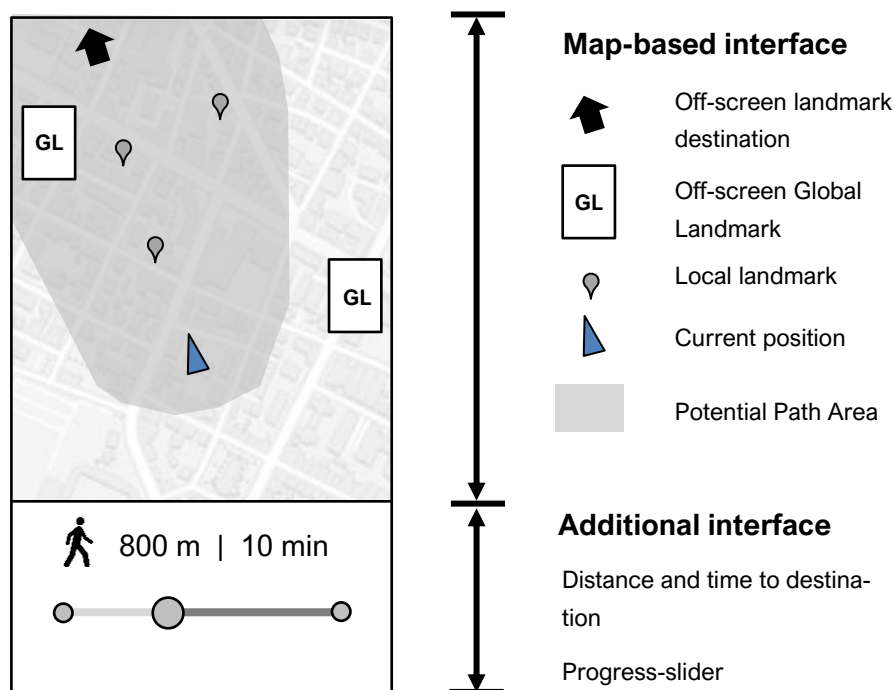 GL
GL
800 m | 10 min
Map-based interface
Off-screen landmark
destination
GL
Off-screen Global
Landmark
Local landmark
Current position
Potential Path Area
Additional interface
Distance and time to destina-
tion
Progress-slider